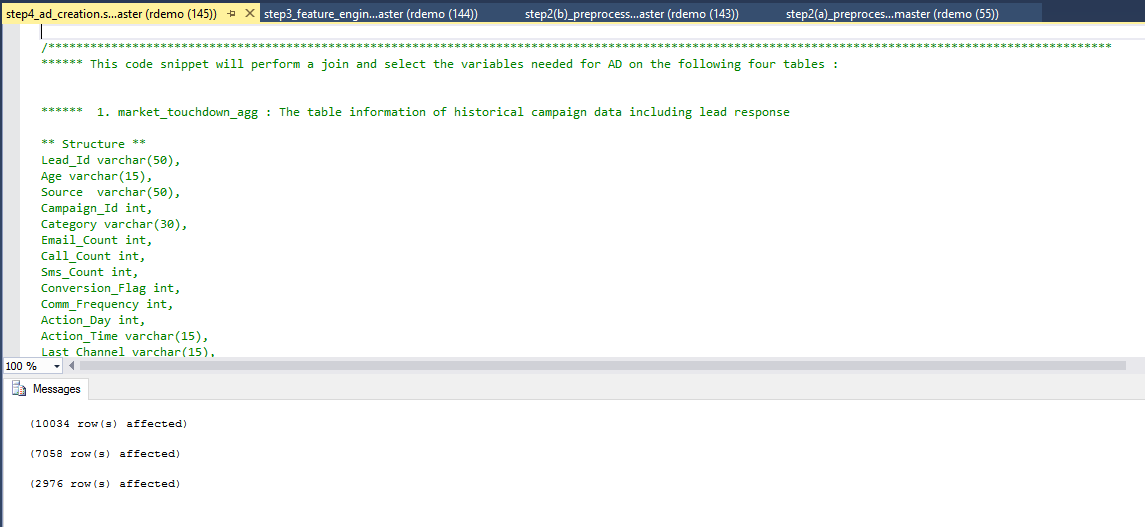 step4_ad_creation.s...aster (rdemo (145)) step3_feature_engin...aster (rdemo (144)) step2(b)_preprocess...aster (rdemo (143)) step2(a)_preproces...master (rdemo (55))
/****************************************************************************************************************************************************
****** This code snippet will perform a join and select the variables needed for AD on the following four tables :
****** 1. market_touchdown_agg : The table information of historical campaign data including lead response
** Structure **
Lead_Id varchar(50),
Age varchar(15),
Source varchar(50),
Campaign_Id int,
Category varchar(30),
Email_Count int,
Call_Count int,
Sms_Count int,
Conversion_Flag int,
Comm_Frequency int,
Action_Day int,
Action_Time varchar(15),
Last_Channel varchar(15),
100 %
Messages
(10034 row(s) affected)
(7058 row(s) affected)
(2976 row(s) affected)